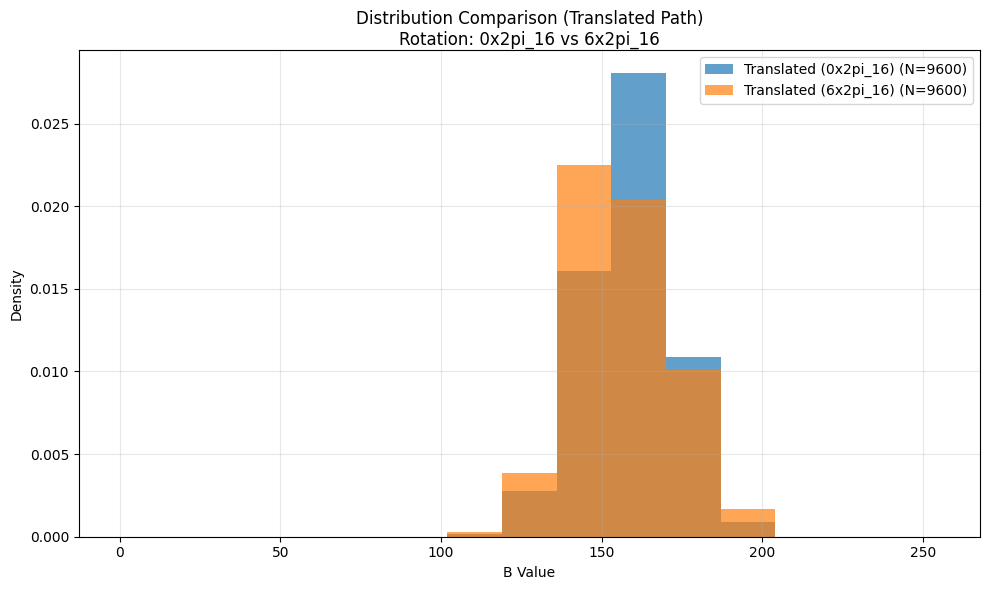 Distribution Comparison (Translated Path)
Rotation: 0x2pi_16 vs 6x2pi_16
Translated (0x2pi_16) (N=9600)
Translated (6x2pi_16) (N=9600)
Density
0.025
0.020
0.015
0.010
0.005
0.000
0 50 100 150 200 250
B Value